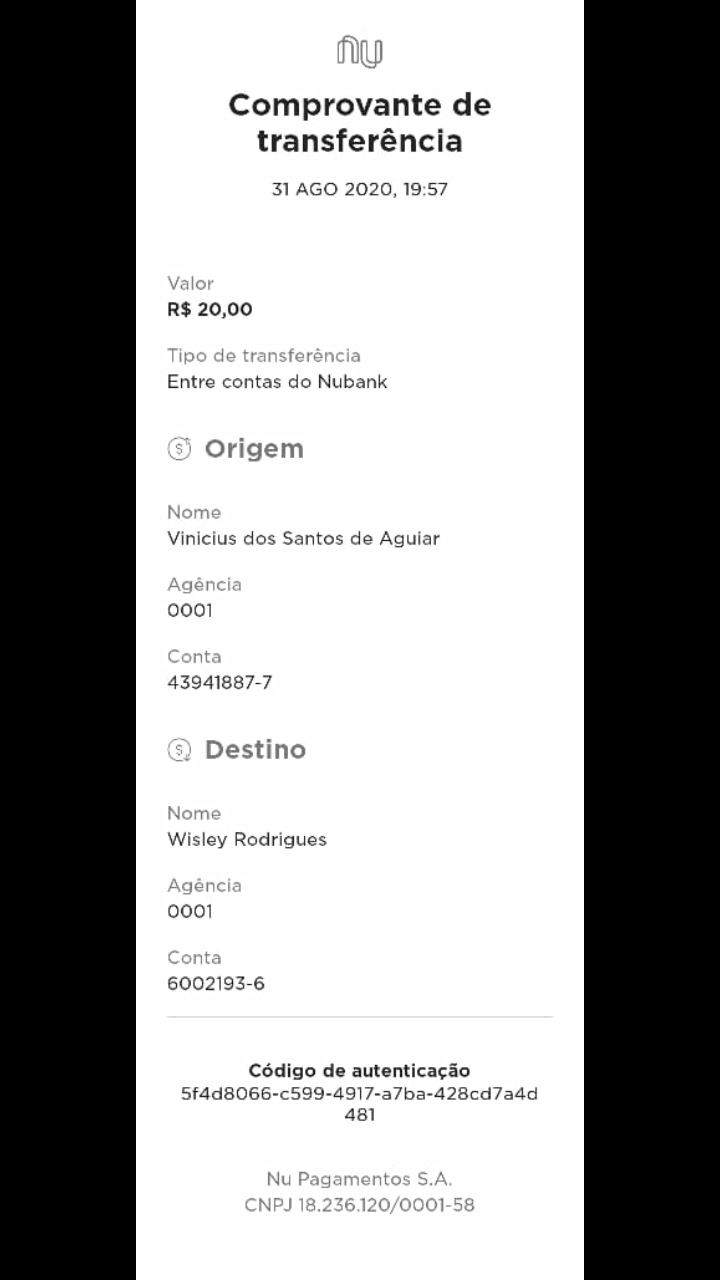 nu
Comprovante de
transferência
31 AGO 2020, 19:57
Valor
R$ 20,00
Tipo de transferência
Entre contas do Nubank
Origem
Nome
Vinicius dos Santos de Aguiar
Agência
0001
Conta
43941887-7
Destino
Nome
Wisley Rodrigues
Agência
0001
Conta
6002193-6
Código de autenticação
5f4d8066-c599-4917-a7ba-428cd7a4d
481
Nu Pagamentos S.A.
CNPJ 18.236.120/0001-58